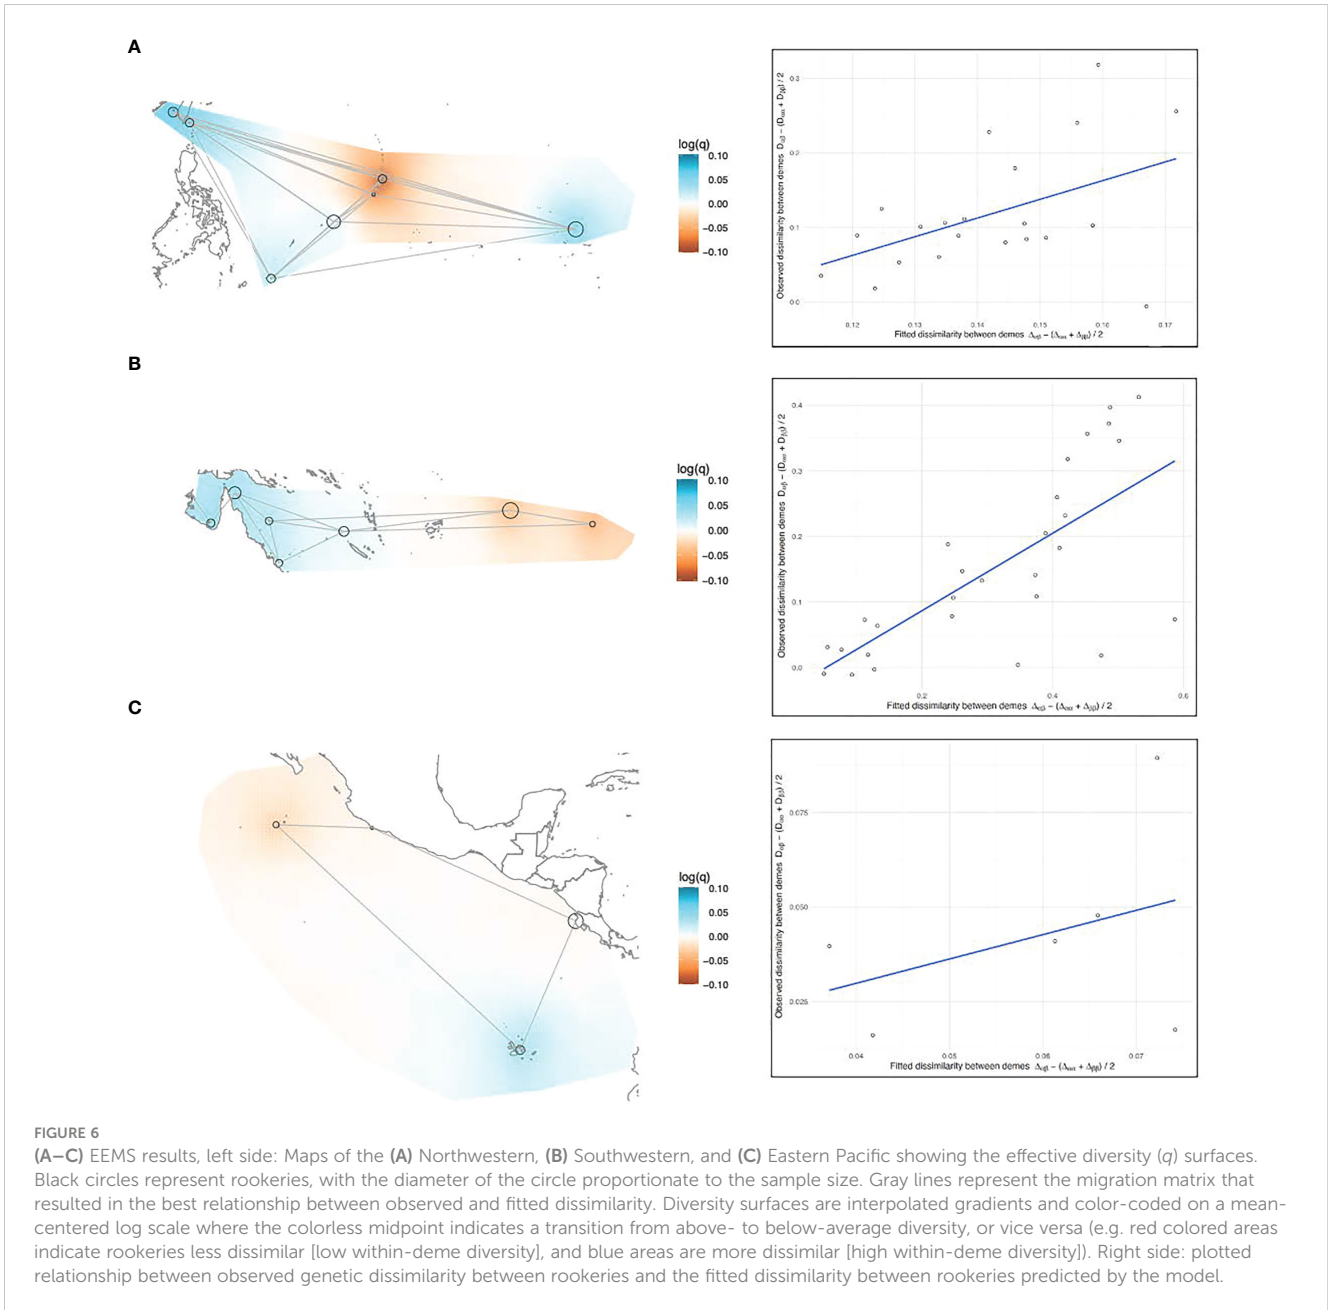 A
log(q)
0.10
0.05
0.00
−0.05
−0.10
Observed dissimilarity between demes Dαβ − (Dαα + Dββ) / 2
0.3
0.2
0.1
0.0
0.12
0.13
0.14
0.15
0.16
0.17
Fitted dissimilarity between demes Δαβ − (Δαα + Δββ) / 2
B
log(q)
0.10
0.05
0.00
−0.05
−0.10
Observed dissimilarity between demes Dαβ − (Dαα + Dββ) / 2
0.4
0.3
0.2
0.1
0.0
0.2
0.4
0.6
Fitted dissimilarity between demes Δαβ − (Δαα + Δββ) / 2
C
log(q)
0.10
0.05
0.00
−0.05
−0.10
Observed dissimilarity between demes Dαβ − (Dαα + Dββ) / 2
0.075
0.050
0.025
0.04
0.05
0.06
0.07
Fitted dissimilarity between demes Δαβ − (Δαα + Δββ) / 2
FIGURE 6
(A–C) EEMS results, left side: Maps of the (A) Northwestern, (B) Southwestern, and (C) Eastern Pacific showing the effective diversity (q) surfaces.
Black circles represent rookeries, with the diameter of the circle proportionate to the sample size. Gray lines represent the migration matrix that
resulted in the best relationship between observed and fitted dissimilarity. Diversity surfaces are interpolated gradients and color-coded on a mean-
centered log scale where the colorless midpoint indicates a transition from above- to below-average diversity, or vice versa (e.g. red colored areas
indicate rookeries less dissimilar [low within-deme diversity], and blue areas are more dissimilar [high within-deme diversity]). Right side: plotted
relationship between observed genetic dissimilarity between rookeries and the fitted dissimilarity between rookeries predicted by the model.